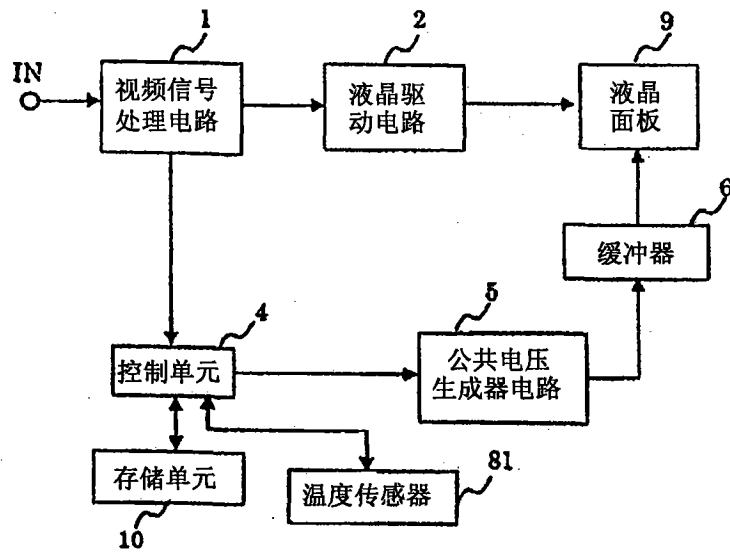 1
2
9
IN
视频信号
处理电路
液晶驱
动电路
液晶
面板
6
缓冲器
4
5
控制单元
公共电压
生成器电路
存储单元
10
温度传感器
81